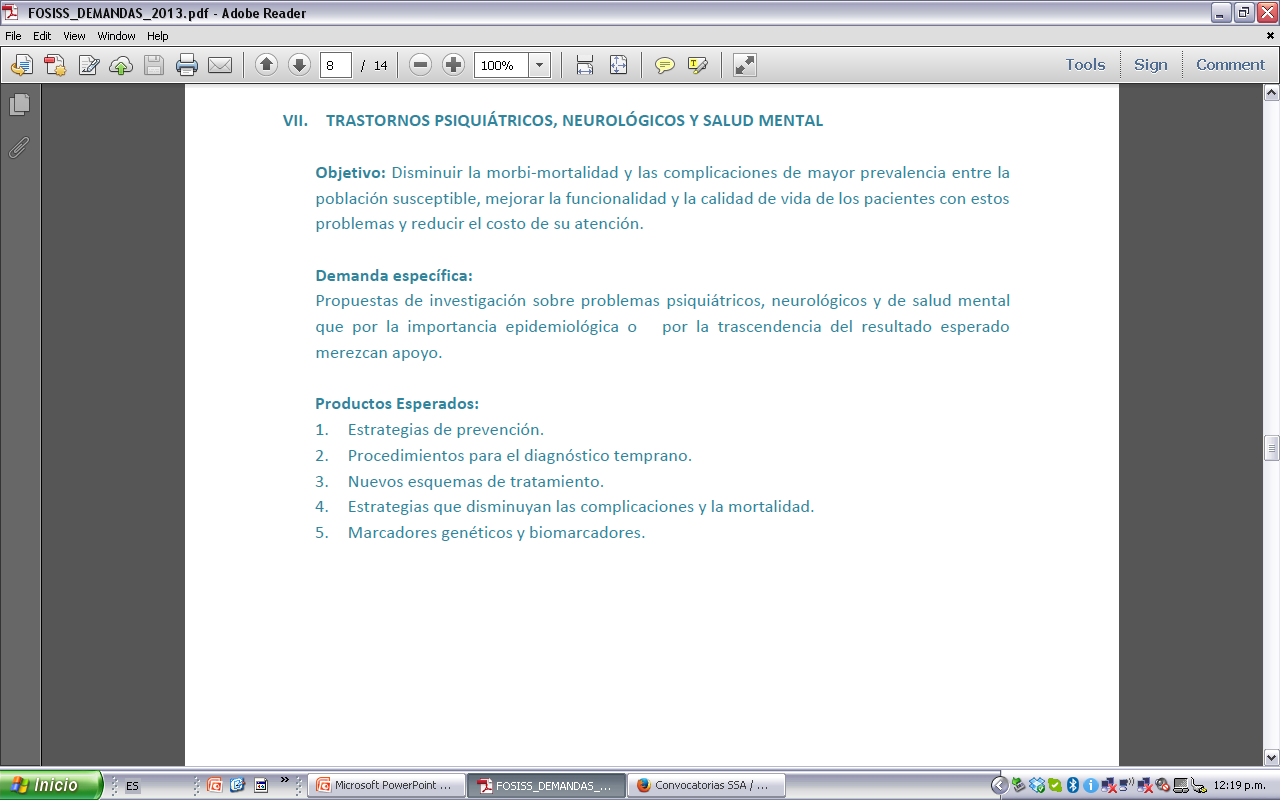 FOSISS_DEMANDAS_2013.pdf - Adobe Reader
File Edit View Window Help
8 / 14 100% Tools Sign Comment
VII. TRASTORNOS PSIQUIÁTRICOS, NEUROLÓGICOS Y SALUD MENTAL
Objetivo: Disminuir la morbi-mortalidad y las complicaciones de mayor prevalencia entre la
población susceptible, mejorar la funcionalidad y la calidad de vida de los pacientes con estos
problemas y reducir el costo de su atención.
Demanda específica:
Propuestas de investigación sobre problemas psiquiátricos, neurológicos y de salud mental
que por la importancia epidemiológica o por la trascendencia del resultado esperado
merezcan apoyo.
Productos Esperados:
1. Estrategias de prevención.
2. Procedimientos para el diagnóstico temprano.
3. Nuevos esquemas de tratamiento.
4. Estrategias que disminuyan las complicaciones y la mortalidad.
5. Marcadores genéticos y biomarcadores.
Inicio ES » Microsoft PowerPoint ... FOSISS_DEMANDAS_... Convocatorias SSA / ... 12:19 p.m.